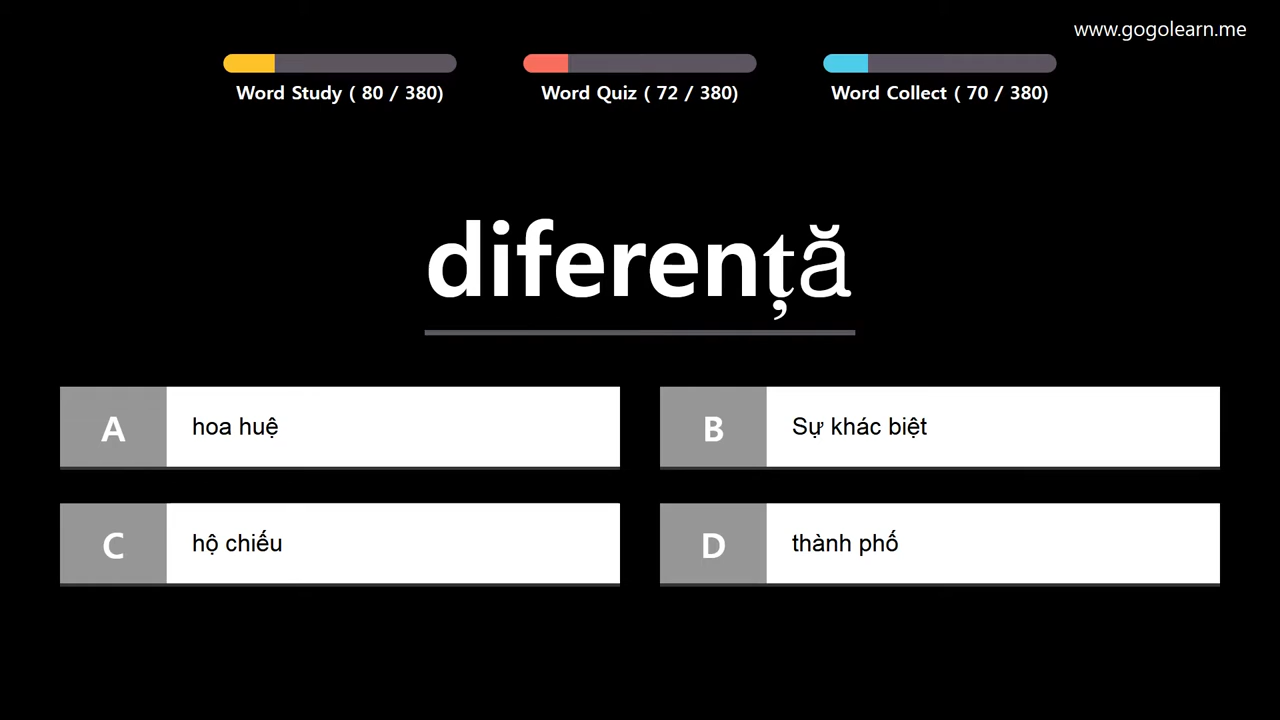 www.gogolearn.me
Word Study ( 80 / 380)
Word Quiz ( 72 / 380)
Word Collect ( 70 / 380)
diferență
A
hoa huệ
B
Sự khác biệt
C
hộ chiếu
D
thành phố